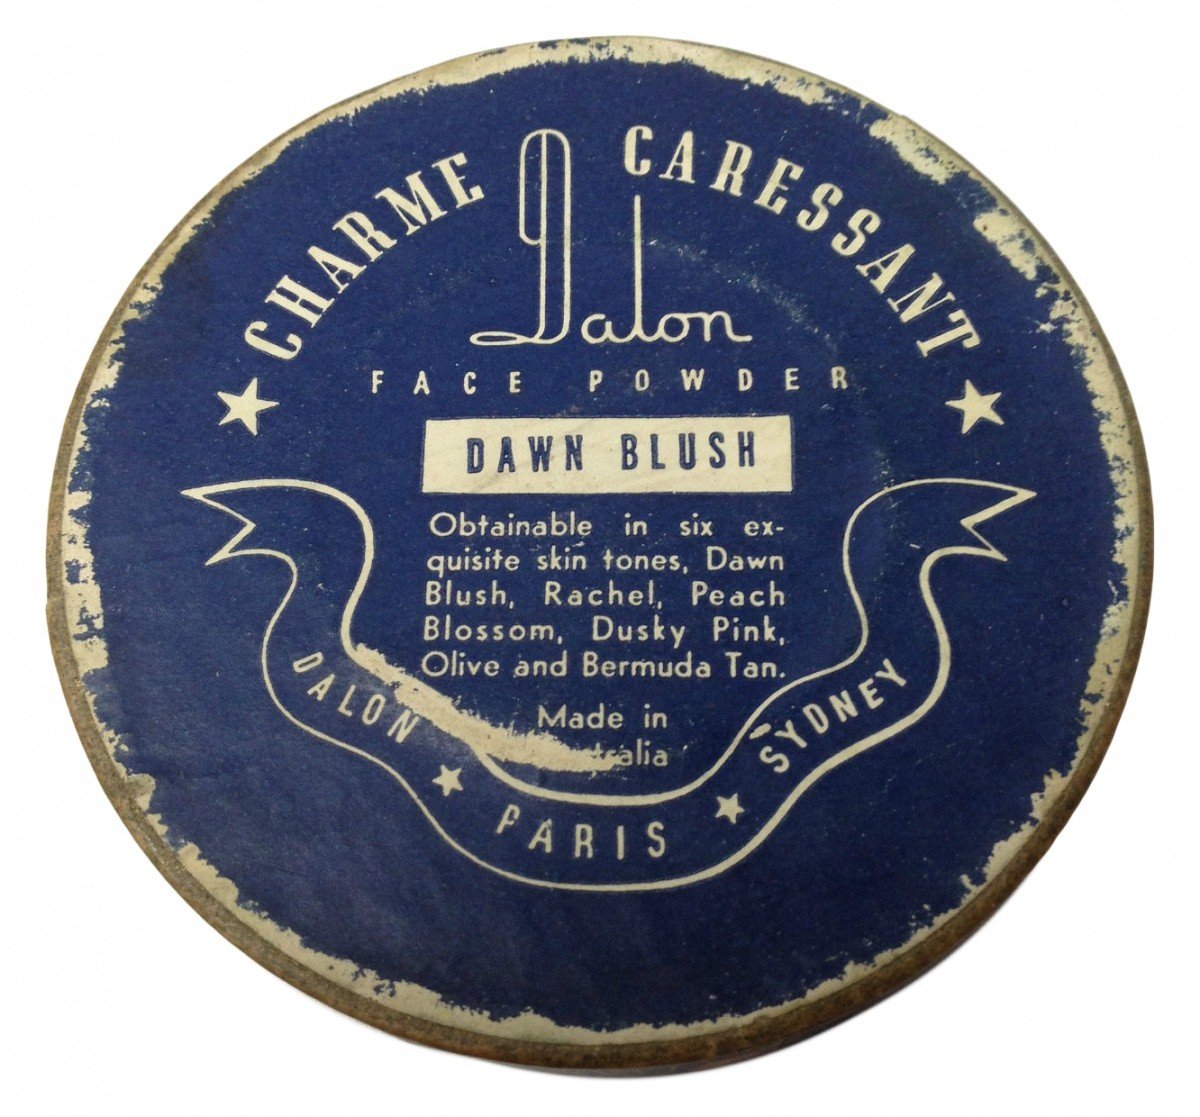 CHARME CARESSANT
Dalon
FACE POWDER
DAWN BLUSH
Obtainable in six ex-
quisite skin tones, Dawn
Blush, Rachel, Peach
Blossom, Dusky Pink,
Olive and Bermuda Tan.
Made in
tralia
DALON ★ PARIS ★ SYDNEY